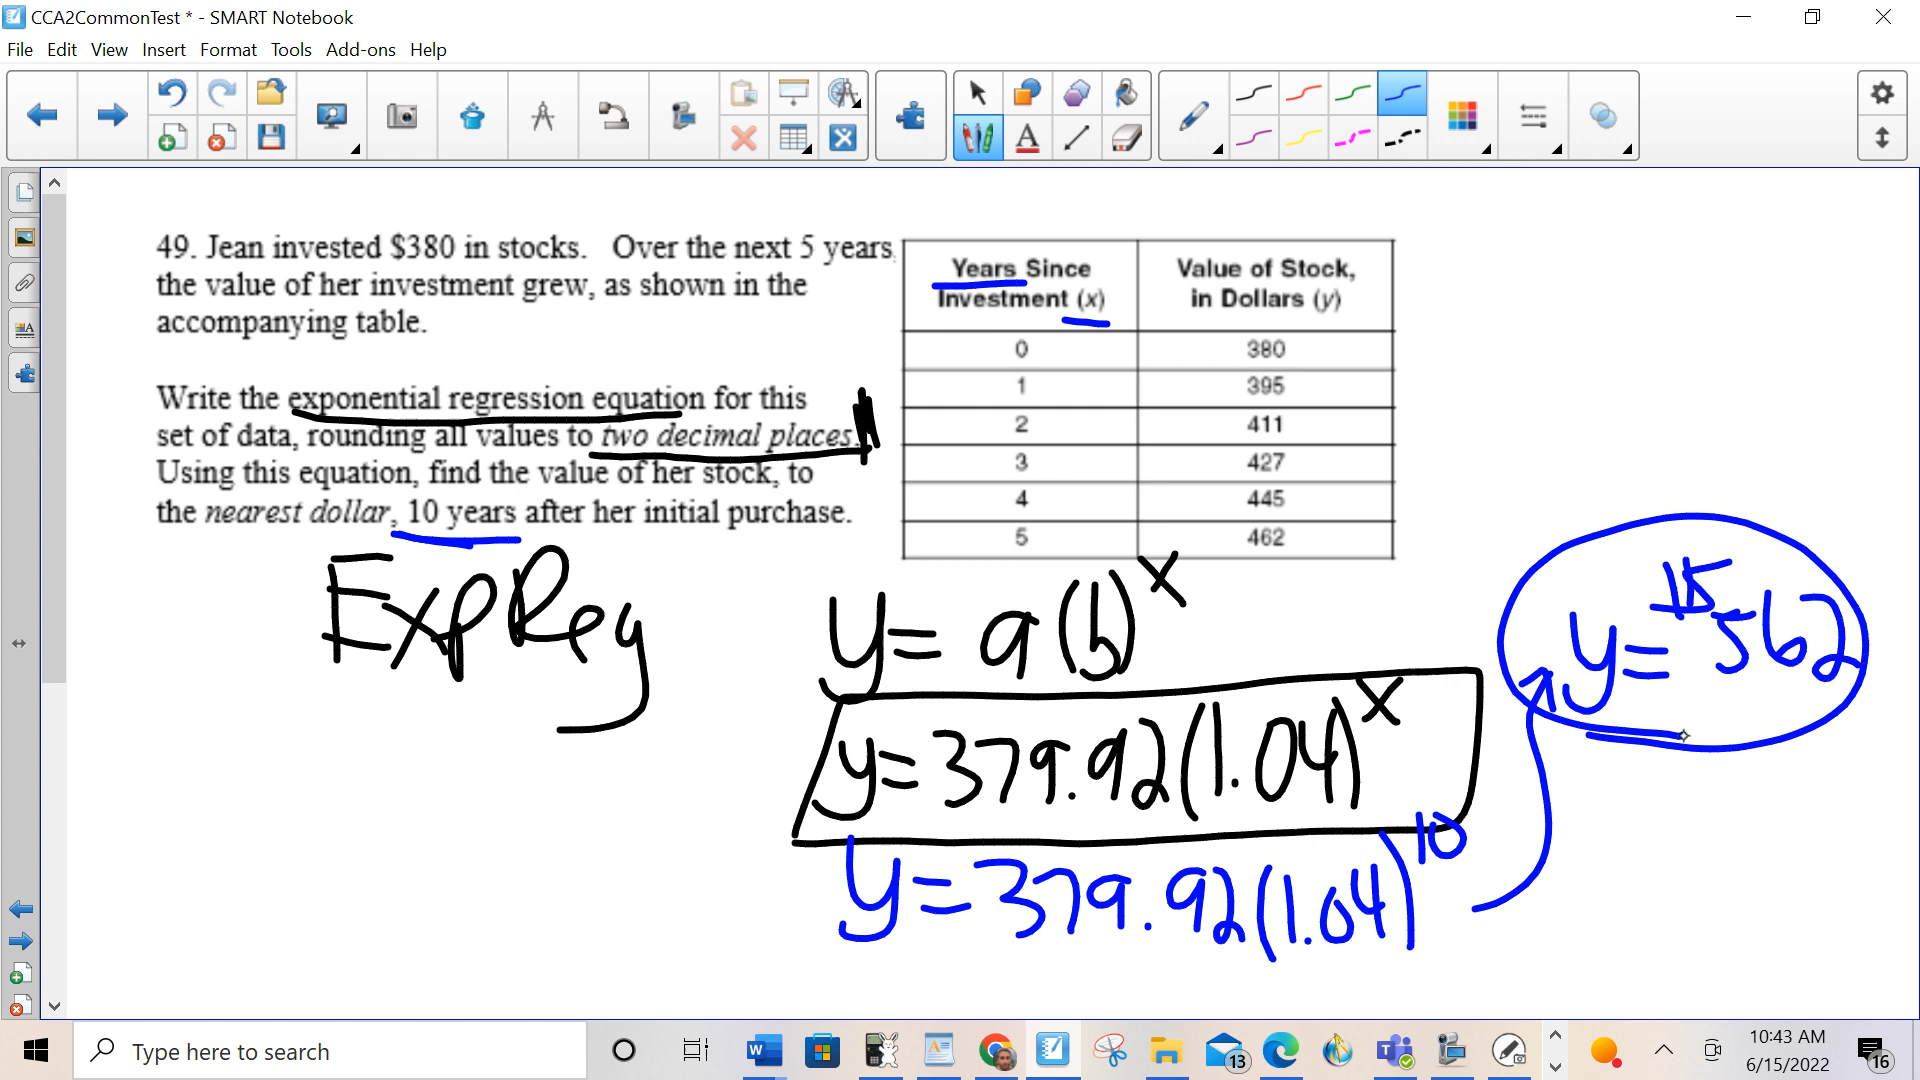 CCA2CommonTest * - SMART Notebook
File Edit View Insert Format Tools Add-ons Help
49. Jean invested $380 in stocks. Over the next 5 years,
the value of her investment grew, as shown in the
accompanying table.
Write the exponential regression equation for this
set of data, rounding all values to two decimal places.
Using this equation, find the value of her stock, to
the nearest dollar, 10 years after her initial purchase.
Years Since Investment (x) Value of Stock, in Dollars (y)
0 380
1 395
2 411
3 427
4 445
5 462
ExpReg
y = a(b)^x
y = 379.92(1.04)^x
y = 379.92(1.04)^10
y = 562
Type here to search
13
10:43 AM
6/15/2022
16